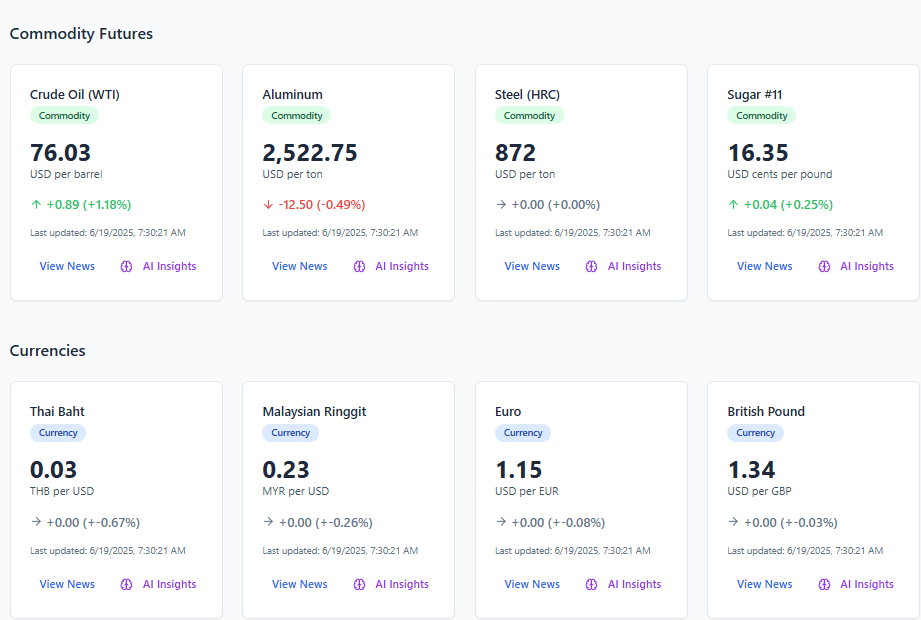 Commodity Futures
Crude Oil (WTI)
Commodity
76.03
USD per barrel
↑ +0.89 (+1.18%)
Last updated: 6/19/2025, 7:30:21 AM
View News AI Insights
Aluminum
Commodity
2,522.75
USD per ton
↓ -12.50 (-0.49%)
Last updated: 6/19/2025, 7:30:21 AM
View News AI Insights
Steel (HRC)
Commodity
872
USD per ton
→ +0.00 (+0.00%)
Last updated: 6/19/2025, 7:30:21 AM
View News AI Insights
Sugar #11
Commodity
16.35
USD cents per pound
↑ +0.04 (+0.25%)
Last updated: 6/19/2025, 7:30:21 AM
View News AI Insights
Currencies
Thai Baht
Currency
0.03
THB per USD
→ +0.00 (+-0.67%)
Last updated: 6/19/2025, 7:30:21 AM
View News AI Insights
Malaysian Ringgit
Currency
0.23
MYR per USD
→ +0.00 (+-0.26%)
Last updated: 6/19/2025, 7:30:21 AM
View News AI Insights
Euro
Currency
1.15
USD per EUR
→ +0.00 (+-0.08%)
Last updated: 6/19/2025, 7:30:21 AM
View News AI Insights
British Pound
Currency
1.34
USD per GBP
→ +0.00 (+-0.03%)
Last updated: 6/19/2025, 7:30:21 AM
View News AI Insights